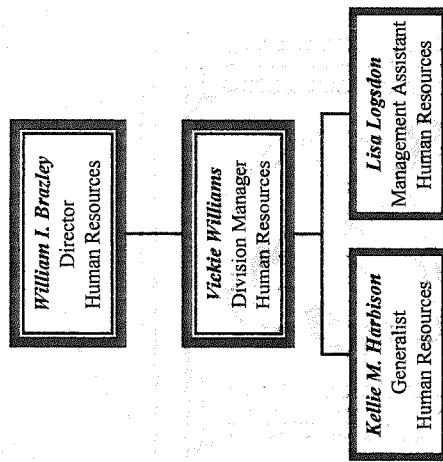 William I. Brazley
Director
Human Resources
Vickie Williams
Division Manager
Human Resources
Kellie M. Harbison
Generalist
Human Resources
Lisa Logsdon
Management Assistant
Human Resources